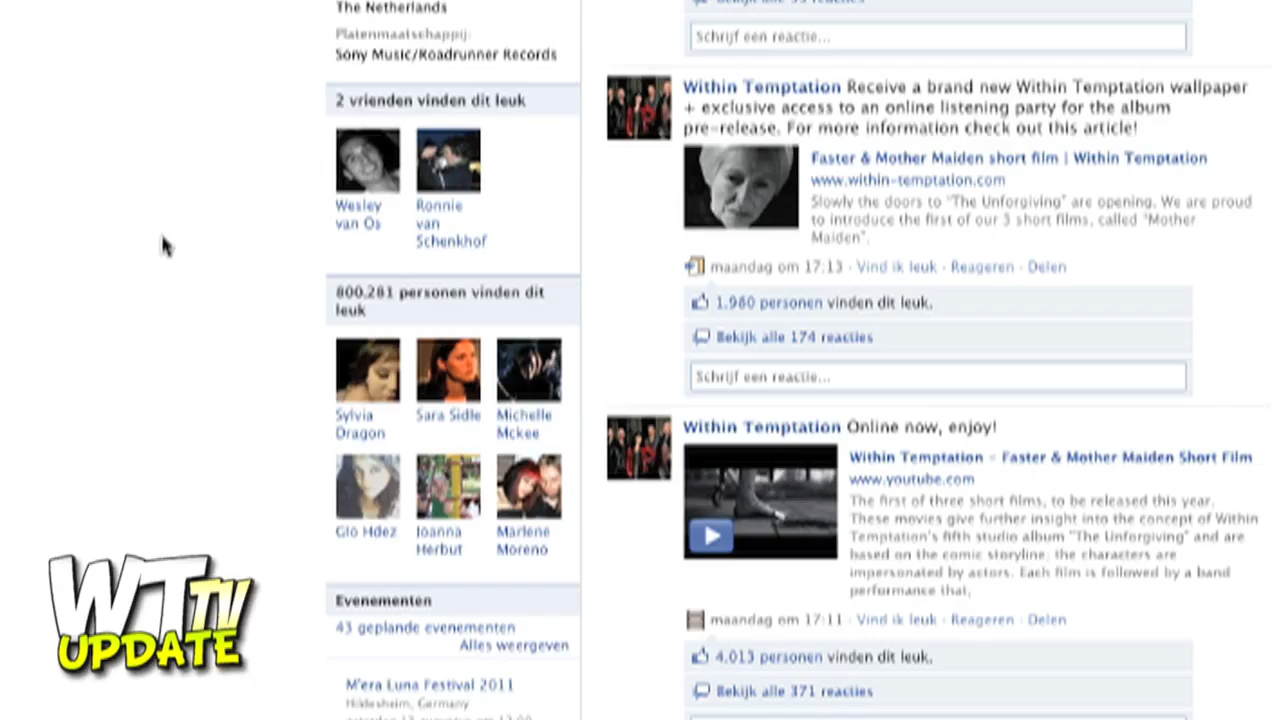 The Netherlands
Platenmaatschappij:
Sony Music/Roadrunner Records
2 vrienden vinden dit leuk
Wesley
van Os
Ronnie
van
Schenkhof
800.281 personen vinden dit
leuk
Sylvia
Dragon
Sara Sidle
Michelle
Mckee
Glo Hdez
Joanna
Herbut
Marlene
Moreno
Evenementen
43 geplande evenementen
Alles weergeven
M'era Luna Festival 2011
Hildesheim, Germany
Schrijf een reactie...
Within Temptation Receive a brand new Within Temptation wallpaper
+ exclusive access to an online listening party for the album
pre-release. For more information check out this article!
Faster & Mother Maiden short film | Within Temptation
www.within-temptation.com
Slowly the doors to "The Unforgiving" are opening. We are proud
to introduce the first of our 3 short films, called "Mother
Maiden".
maandag om 17:13 · Vind ik leuk · Reageren · Delen
1.980 personen vinden dit leuk.
Bekijk alle 174 reacties
Schrijf een reactie...
Within Temptation Online now, enjoy!
Within Temptation - Faster & Mother Maiden Short Film
www.youtube.com
The first of three short films, to be released this year.
These movies give further insight into the concept of Within
Temptation's fifth studio album "The Unforgiving" and are
based on the comic storyline; the characters are
impersonated by actors. Each film is followed by a band
performance that,
maandag om 17:11 · Vind ik leuk · Reageren · Delen
4.013 personen vinden dit leuk.
Bekijk alle 371 reacties
WT TV
UPDATE